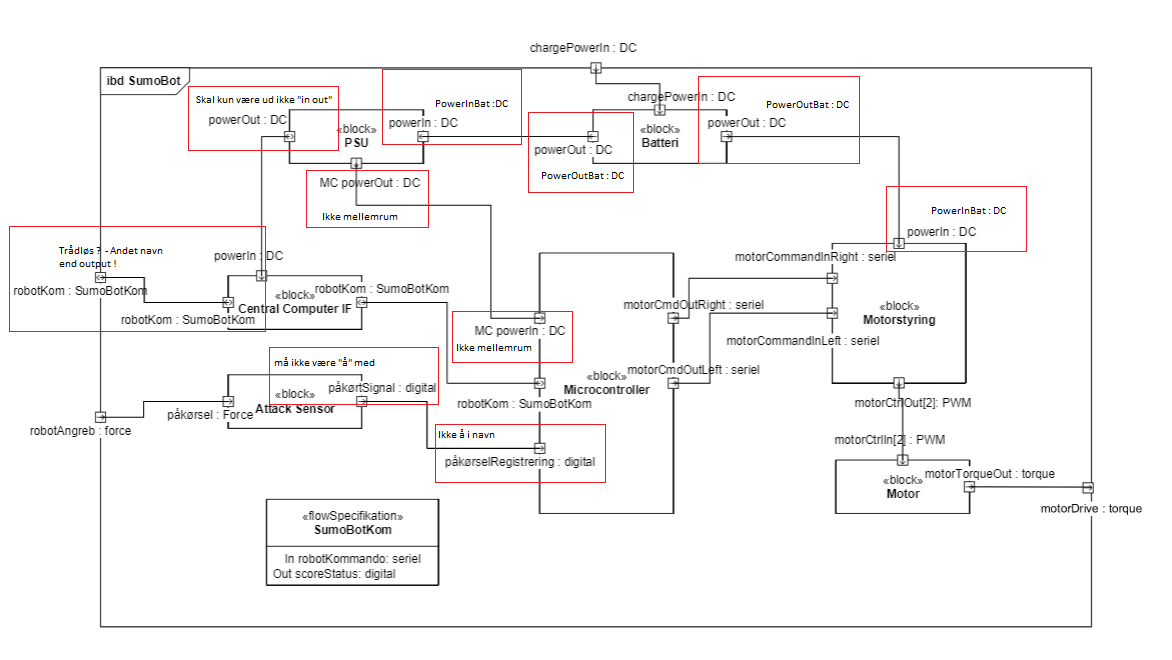 chargePowerIn : DC
ibd SumoBot
Skal kun være ud ikke "in out"
powerOut : DC
PowerInBat :DC
powerIn : DC
«block»
PSU
MC powerOut : DC
Ikke mellemrum
chargePowerIn : DC
powerOut : DC
PowerOutBat : DC
«block»
Batteri
PowerOutBat : DC
powerOut : DC
PowerInBat : DC
powerIn : DC
Trådløs ? - Andet navn
end output !
robotKom : SumoBotKom
powerIn : DC
robotKom : SumoBotKom
«block»
Central Computer IF
robotKom : SumoBotKom
må ikke være "å" med
påkørtSignal : digital
«block»
Attack Sensor
påkørsel : Force
robotAngreb : force
MC powerIn : DC
Ikke mellemrum
motorCmdOutRight : seriel
motorCmdOutLeft : seriel
«block»
Microcontroller
robotKom : SumoBotKom
Ikke å i navn
påkørselRegistrering : digital
motorCommandInRight : seriel
«block»
Motorstyring
motorCommandInLeft : seriel
motorCtrlOut[2]: PWM
motorCtrlIn[2] : PWM
«block»
Motor
motorTorqueOut : torque
motorDrive : torque
«flowSpecifikation»
SumoBotKom
In robotKommando: seriel
Out scoreStatus: digital